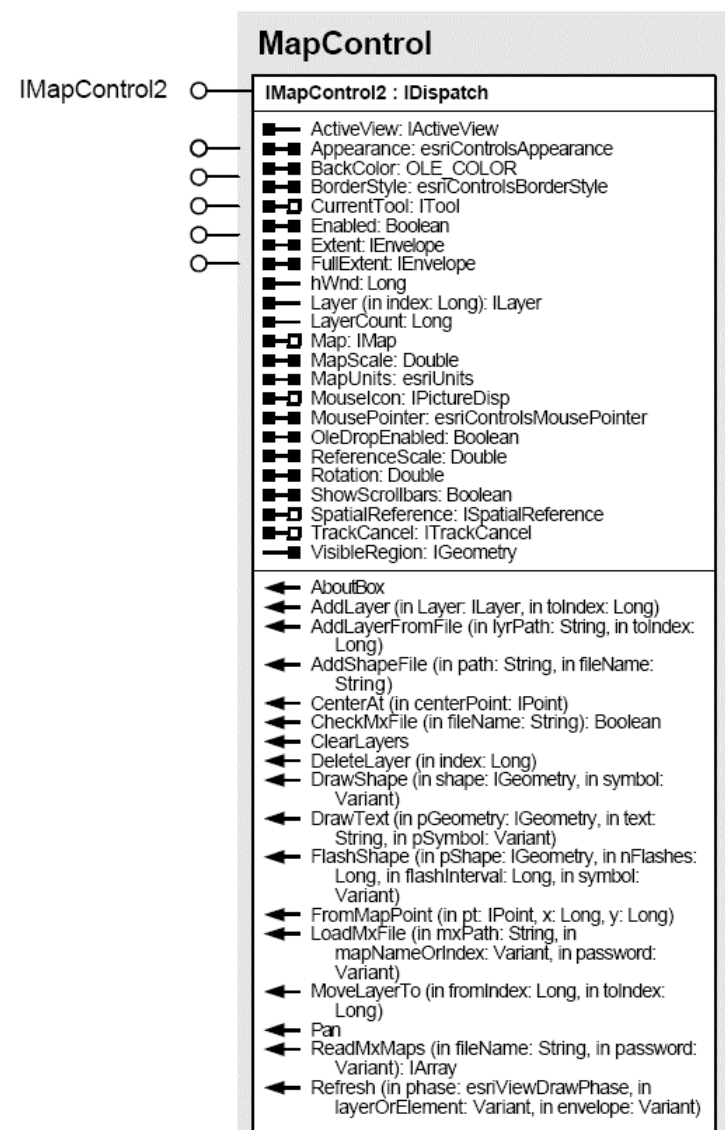 MapControl
IMapControl2
IMapControl2 : IDispatch
ActiveView: IActiveView
Appearance: esriControlsAppearance
BackColor: OLE_COLOR
BorderStyle: esriControlsBorderStyle
CurrentTool: ITool
Enabled: Boolean
Extent: IEnvelope
FullExtent: IEnvelope
hWnd: Long
Layer (in index: Long): ILayer
LayerCount: Long
Map: IMap
MapScale: Double
MapUnits: esriUnits
MouseIcon: IPictureDisp
MousePointer: esriControlsMousePointer
OleDropEnabled: Boolean
ReferenceScale: Double
Rotation: Double
ShowScrollbars: Boolean
SpatialReference: ISpatialReference
TrackCancel: ITrackCancel
VisibleRegion: IGeometry
AboutBox
AddLayer (in Layer: ILayer, in toIndex: Long)
AddLayerFromFile (in lyrPath: String, in toIndex:
Long)
AddShapeFile (in path: String, in fileName:
String)
CenterAt (in centerPoint: IPoint)
CheckMxFile (in fileName: String): Boolean
ClearLayers
DeleteLayer (in index: Long)
DrawShape (in shape: IGeometry, in symbol:
Variant)
DrawText (in pGeometry: IGeometry, in text:
String, in pSymbol: Variant)
FlashShape (in pShape: IGeometry, in nFlashes:
Long, in flashInterval: Long, in symbol:
Variant)
FromMapPoint (in pt: IPoint, x: Long, y: Long)
LoadMxFile (in mxPath: String, in
mapNameOrIndex: Variant, in password:
Variant)
MoveLayerTo (in fromIndex: Long, in toIndex:
Long)
Pan
ReadMxMaps (in fileName: String, in password:
Variant): IArray
Refresh (in phase: esriViewDrawPhase, in
layerOrElement: Variant, in envelope: Variant)